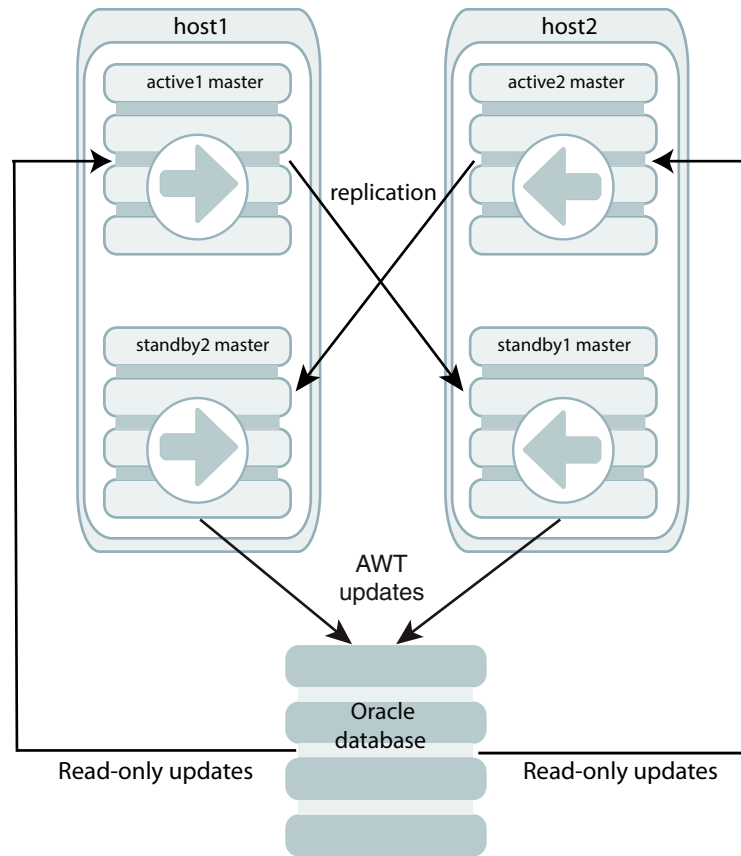 host1
host2
active1 master
active2 master
replication
standby2 master
standby1 master
AWT
updates
Oracle
database
Read-only updates
Read-only updates